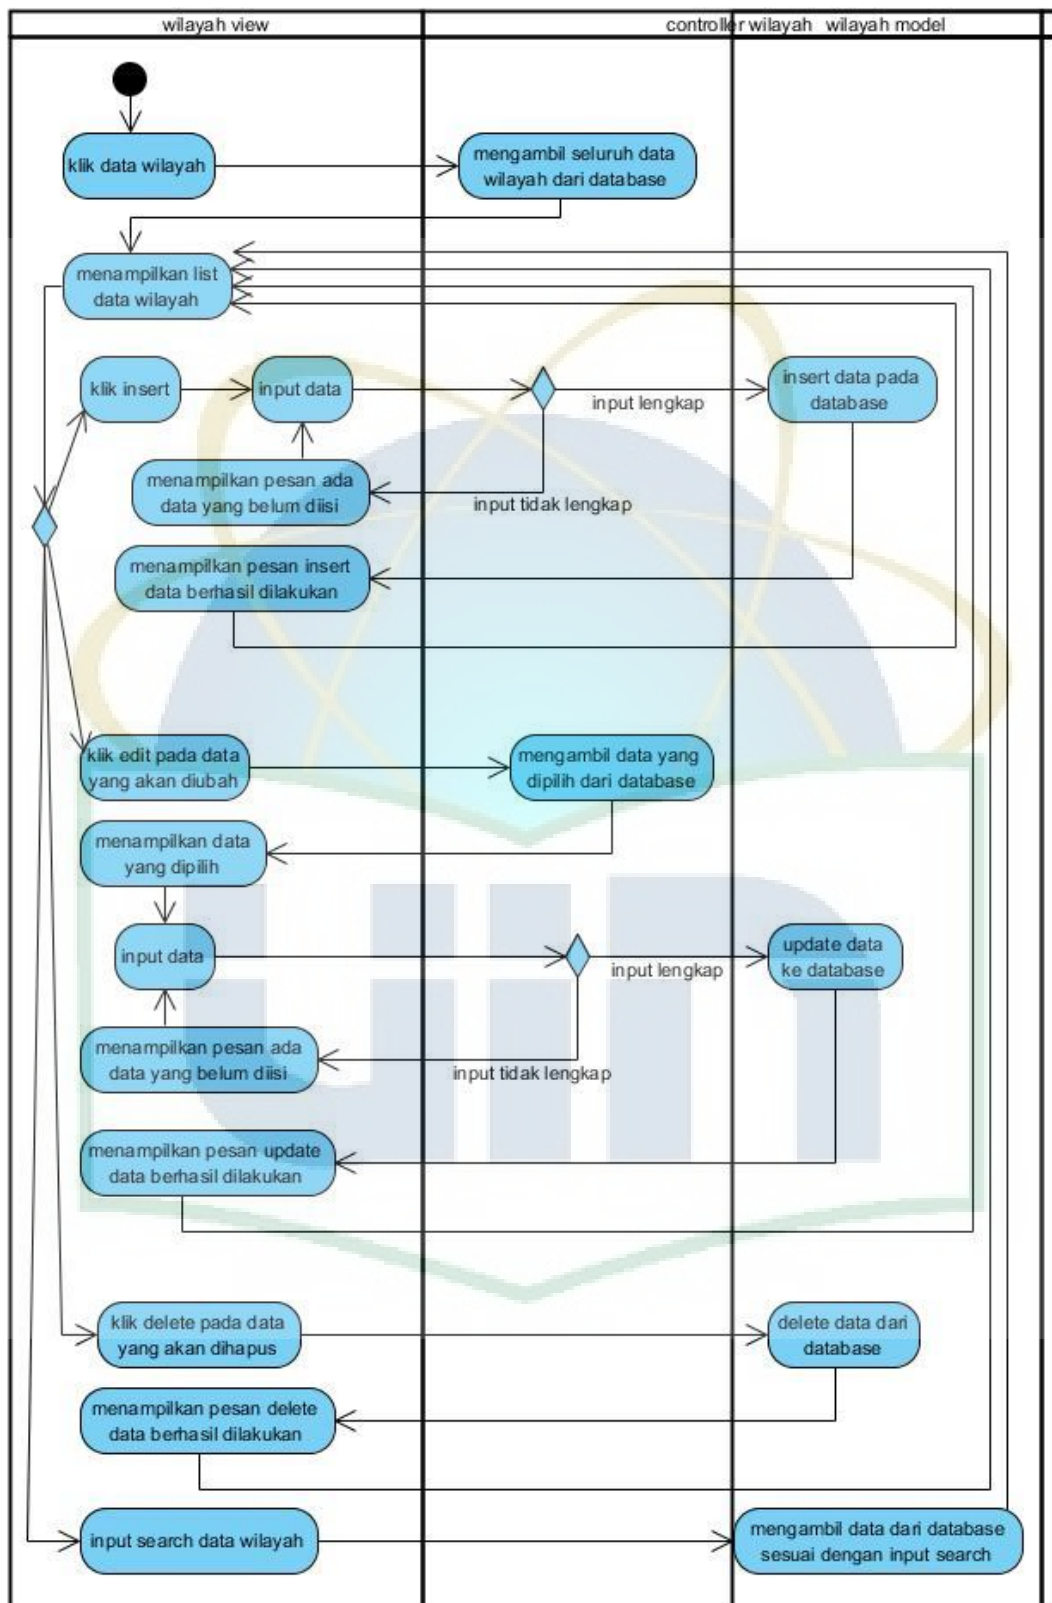 wilayah view
controller wilayah
wilayah model
klik data wilayah
mengambil seluruh data
wilayah dari database
menampilkan list
data wilayah
klik insert
input data
input lengkap
insert data pada
database
menampilkan pesan ada
data yang belum diisi
input tidak lengkap
menampilkan pesan insert
data berhasil dilakukan
klik edit pada data
yang akan diubah
mengambil data yang
dipilih dari database
menampilkan data
yang dipilih
input data
input lengkap
update data
ke database
menampilkan pesan ada
data yang belum diisi
input tidak lengkap
menampilkan pesan update
data berhasil dilakukan
klik delete pada data
yang akan dihapus
delete data dari
database
menampilkan pesan delete
data berhasil dilakukan
input search data wilayah
mengambil data dari database
sesuai dengan input search
uin